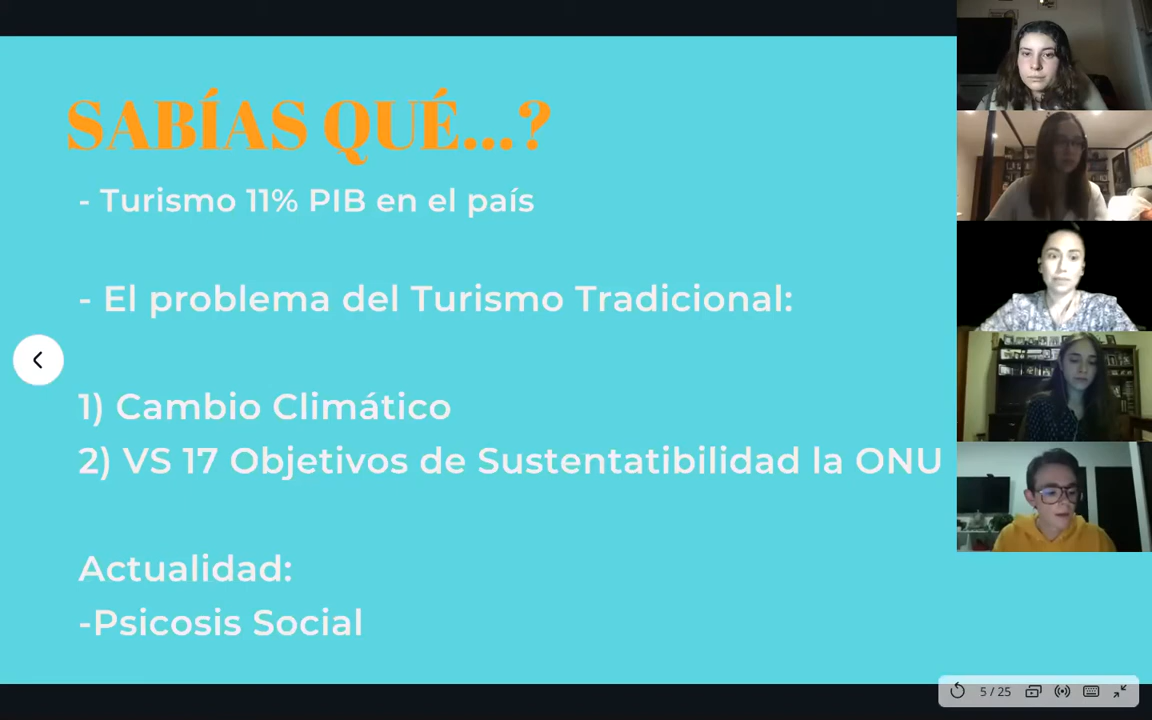 SABÍAS QUÉ...?
- Turismo 11% PIB en el país
- El problema del Turismo Tradicional:
1) Cambio Climático
2) VS 17 Objetivos de Sustentatibilidad la ONU
Actualidad:
-Psicosis Social
5 / 25